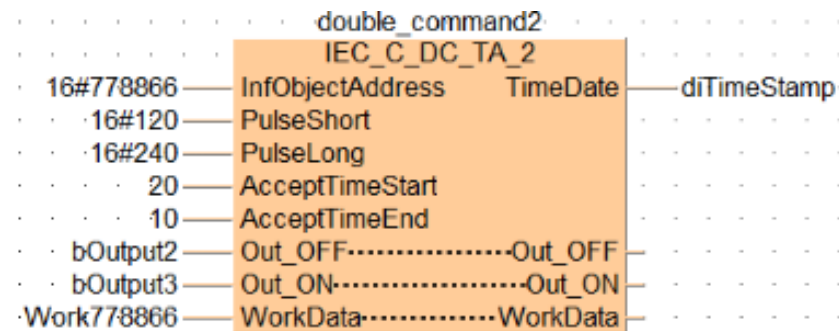 double_command2
IEC_C_DC_TA_2
16#778866 InfObjectAddress TimeDate diTimeStamp
16#120 PulseShort
16#240 PulseLong
20 AcceptTimeStart
10 AcceptTimeEnd
bOutput2 Out_OFF Out_OFF
bOutput3 Out_ON Out_ON
Work778866 WorkData WorkData